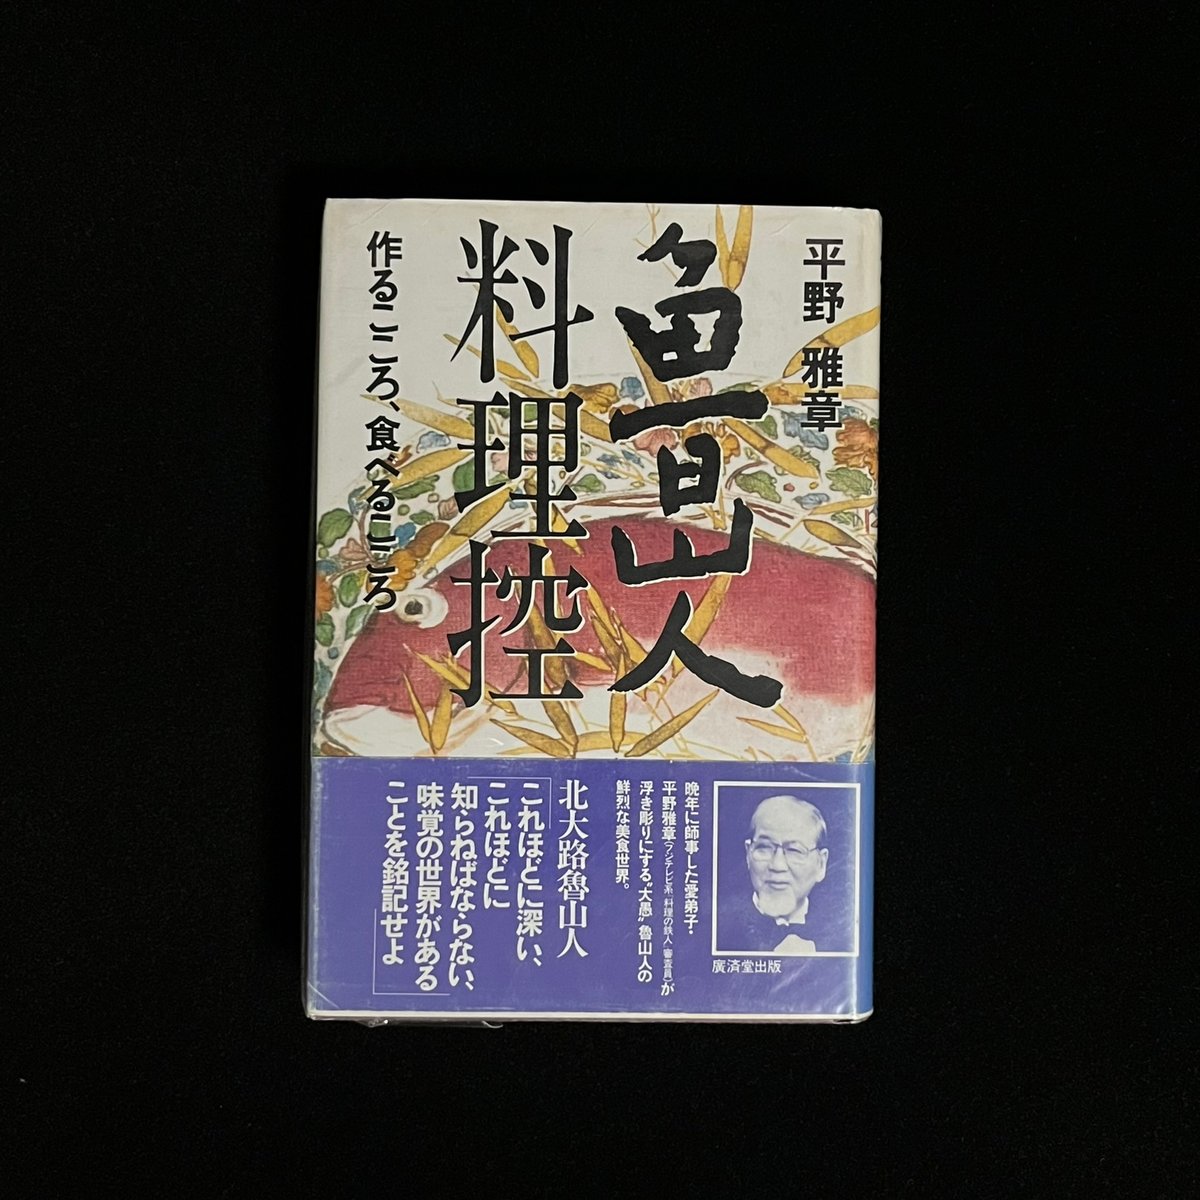 平野 雅章
魯山人
料理控
作るこころ、食べるこころ
晩年に師事した愛弟子・
平野雅章(フジテレビ系「料理の鉄人」審査員)が
浮き彫りにする“大愚”魯山人の
鮮烈な美食世界。
北大路魯山人
「これほどに深い、
これほどに
知らねばならない、
味覚の世界がある
ことを銘記せよ」
廣済堂出版